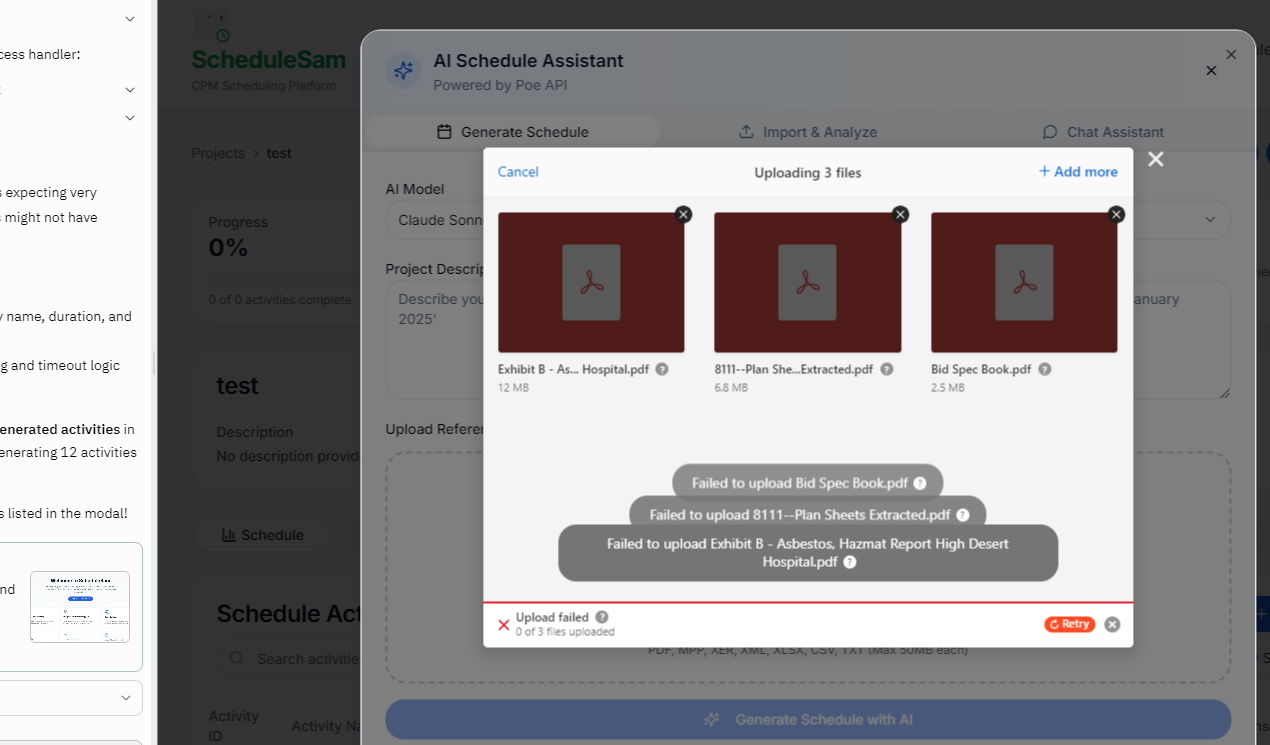 cess handler:
s expecting very
s might not have
y name, duration, and
g and timeout logic
enerated activities in
enerating 12 activities
s listed in the modal!
nd
ScheduleSam
CPM Scheduling Platform
Projects › test
Progress
0%
0 of 0 activities complete
test
Description
No description provid
Schedule
Schedule Act
Search activitie
Activity
ID
Activity Na
AI Schedule Assistant
Powered by Poe API
Generate Schedule
Import & Analyze
Chat Assistant
AI Model
Claude Sonn
Project Descrip
Describe you
anuary
2025'
Upload Referen
Cancel
Uploading 3 files
+ Add more
Exhibit B - As... Hospital.pdf
12 MB
8111--Plan She...Extracted.pdf
6.8 MB
Bid Spec Book.pdf
2.5 MB
Failed to upload Bid Spec Book.pdf
Failed to upload 8111--Plan Sheets Extracted.pdf
Failed to upload Exhibit B - Asbestos, Hazmat Report High Desert
Hospital.pdf
Upload failed
0 of 3 files uploaded
Retry
PDF, MPP, XER, XML, XLSX, CSV, TXT (Max 50MB each)
Generate Schedule with AI